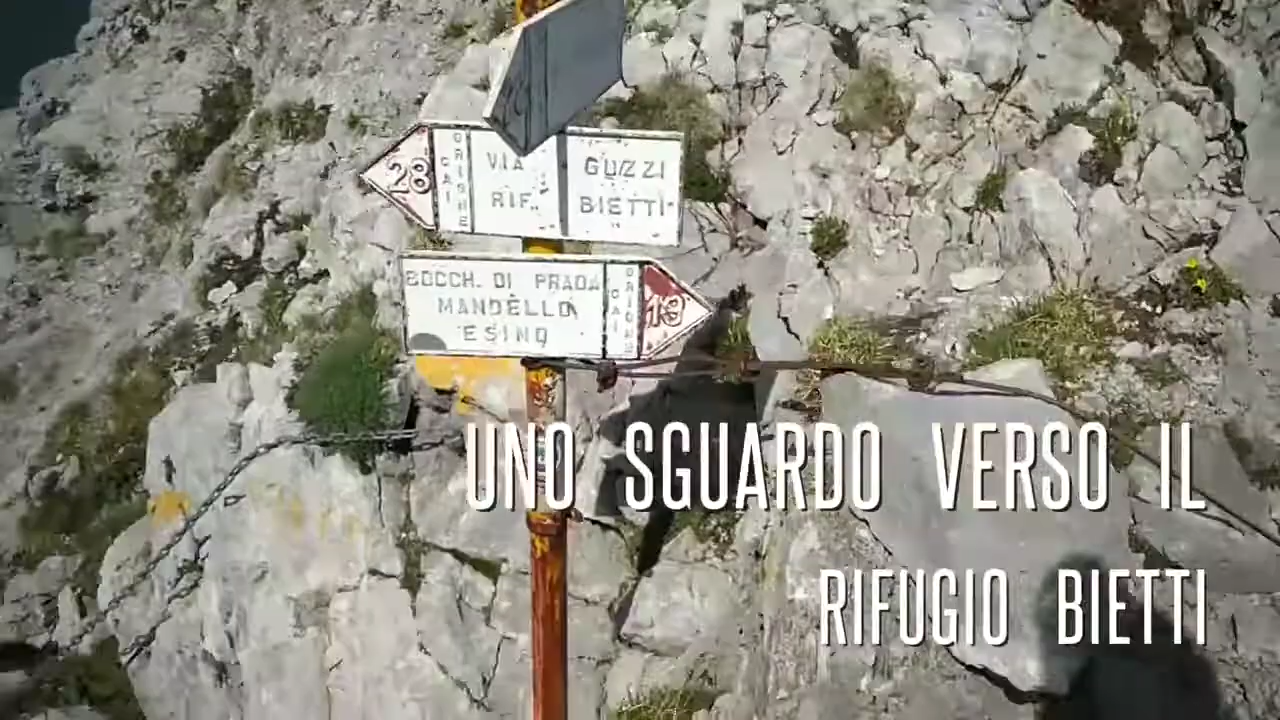 28
CAI
GRIGNE
VIA GUZZI
RIF. BIETTI
BOCCH. DI PRADA
MANDELLO
ESINO
CAI
GRIGNE
19
UNO SGUARDO VERSO IL
RIFUGIO BIETTI